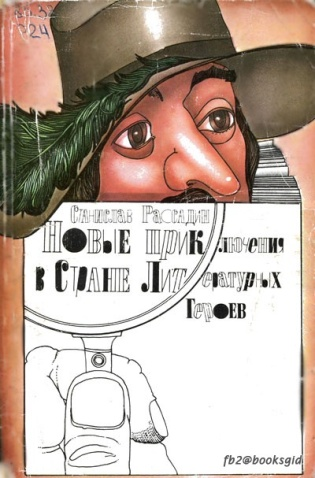 Станислав Рассадин
Новые приключения
в Стране Литературных
Героев
fb2@booksgid